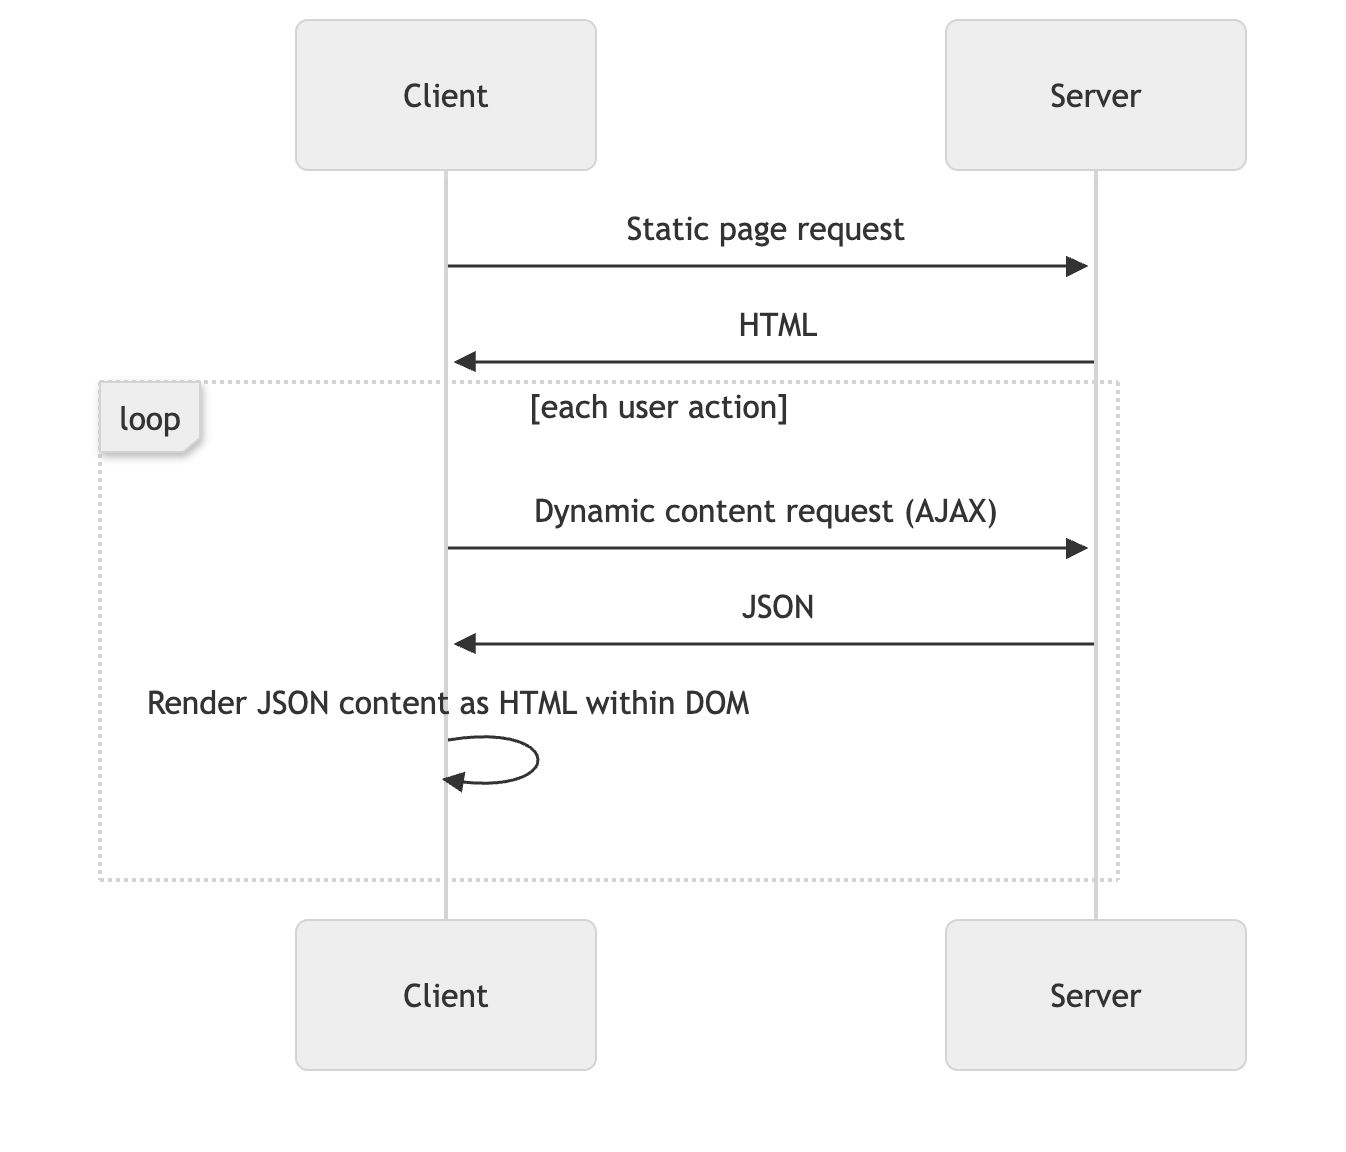 Client
Server
Static page request
HTML
loop
[each user action]
Dynamic content request (AJAX)
JSON
Render JSON content as HTML within DOM
Client
Server